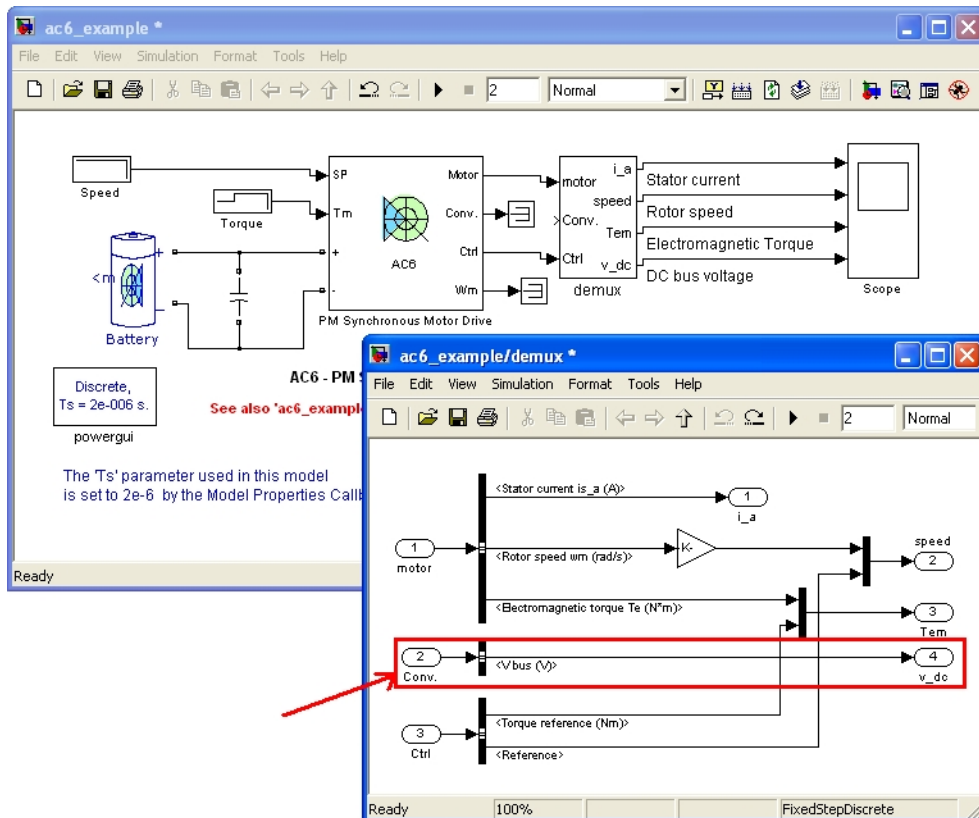 ac6_example *
File Edit View Simulation Format Tools Help
2 Normal
Speed
Torque
SP
Tm
+
-
Motor
Conv.
Ctrl
Wm
AC6
PM Synchronous Motor Drive
motor
Conv.
Ctrl
i_a
speed
Tem
v_dc
demux
Stator current
Rotor speed
Electromagnetic Torque
DC bus voltage
Scope
<m
+
-
Battery
Discrete,
Ts = 2e-006 s.
powergui
AC6 - PM S
See also 'ac6_example
The 'Ts' parameter used in this model
is set to 2e-6 by the Model Properties Callb
Ready
ac6_example/demux *
File Edit View Simulation Format Tools Help
2 Normal
<Stator current is_a (A)>
1
i_a
1
motor
<Rotor speed wm (rad/s)>
-K-
speed
2
<Electromagnetic torque Te (N*m)>
3
Tem
2
Conv.
<Vbus (V)>
4
v_dc
<Torque reference (Nm)>
3
Ctrl
<Reference>
Ready 100% FixedStepDiscrete